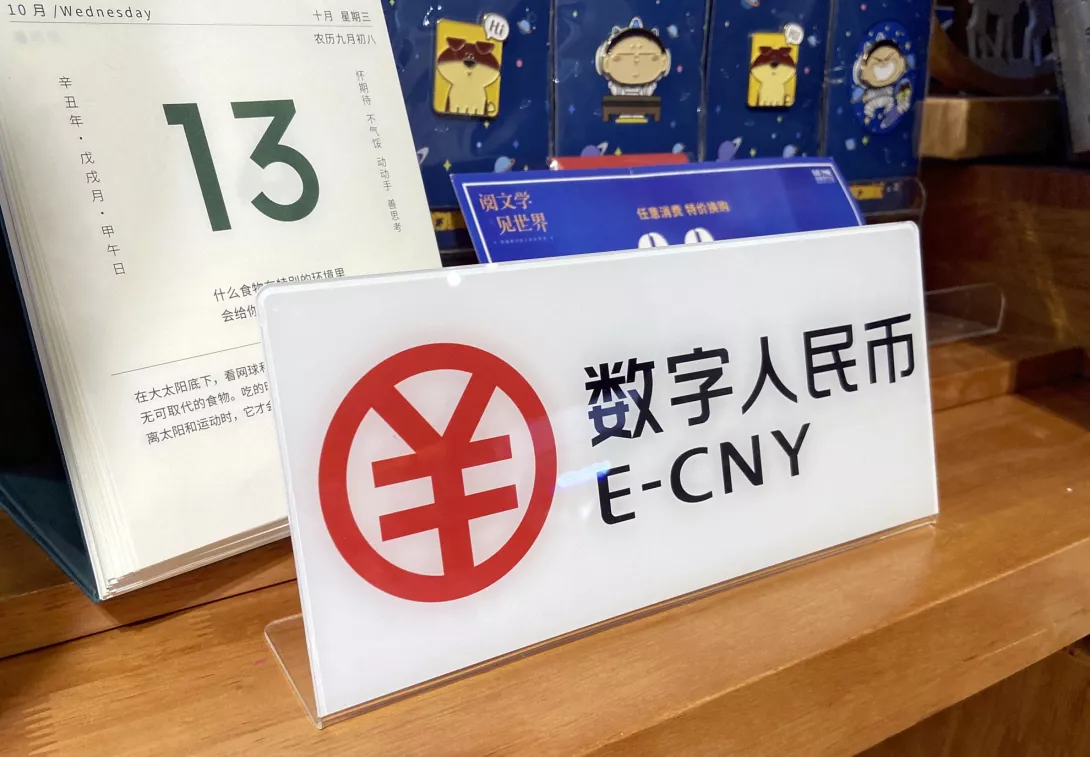 10月/Wednesday
十月 星期三
农历九月初八
辛丑年·戊戌月·甲午日
13
怀期待 不气馁 动动手 善思考
什么食物在特别的环境里
会给你
在大太阳底下，看网球和
无可取代的食物。吃的
离太阳和运动时，它才会
Hi
阅文学
见世界
任意消费 特价换购
数字人民币
E-CNY